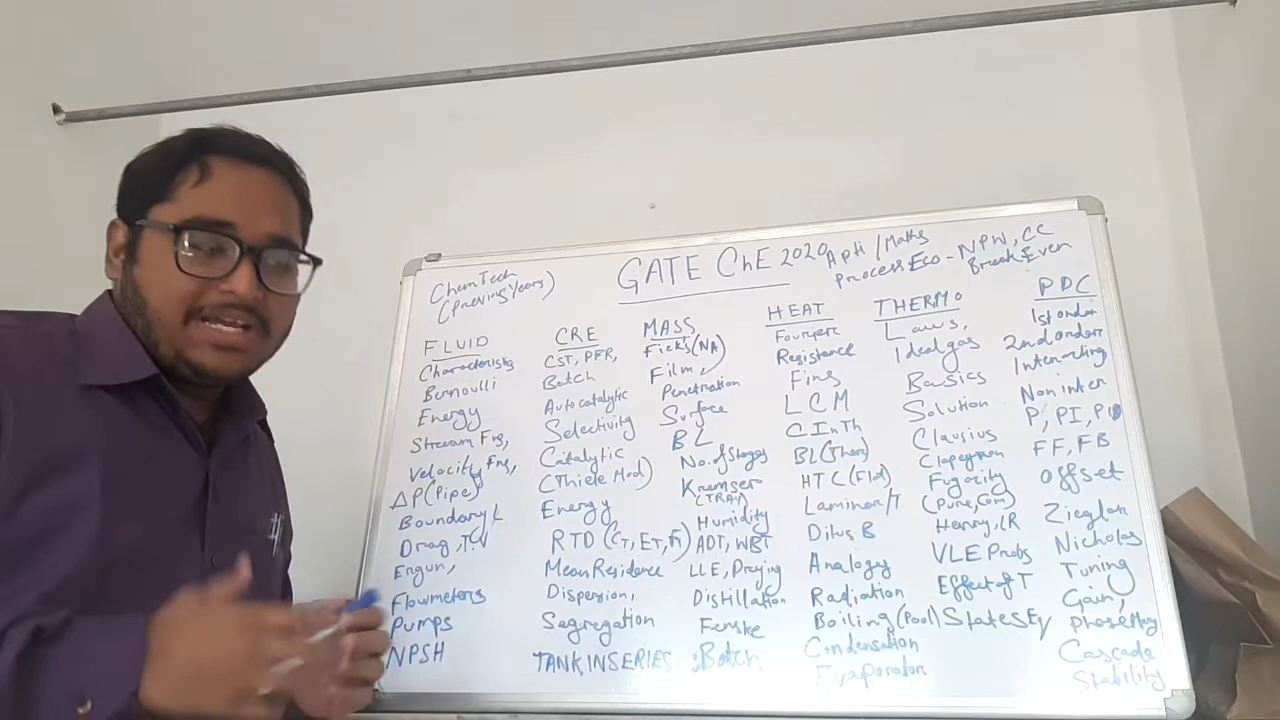 ChemTech
(Previous Years)
GATE ChE 2020
Apti / Maths
Process Eco - NPW, CC
Break Even
FLUID
Characteristics
Bernoulli
Energy
Stream Fns,
Velocity Fns,
ΔP(Pipe)
Boundary L
Drag, T.V
Ergun,
Flowmeters
Pumps
NPSH
CRE
CST, PFR,
Batch
Autocatalytic
Selectivity
Catalytic
(Thiele Mod)
Energy
RTD (CT, ET, Ft)
Mean Residence
Dispersion,
Segregation
TANK IN SERIES
MASS
Fick's (NA)
Film,
Penetration
Surface
BL
No. of Stages
Kremser
(TRAY)
Humidity
ADT, WBT
LLE, Drying
Distillation
Fenske
Batch
HEAT
Fourier
Resistance
Fins
LCM
CInTh
BL(Ther)
HTC (Fld)
Laminar/T
Ditus B
Analogy
Radiation
Boiling (Pool)
Condensation
Evaporator
THERMO
Laws,
Ideal gas
Basics
Solution
Clausius
Clapeyron
Fugacity
(Pure, Com)
Henry, LR
VLE Probs
Effect of T
States Eq
PDC
1st order
2nd order
Interacting
Non inter
P, PI, PD
FF, FB
Offset
Ziegler
Nicholas
Tuning
Gain,
Phase Marg
Cascade
Stability